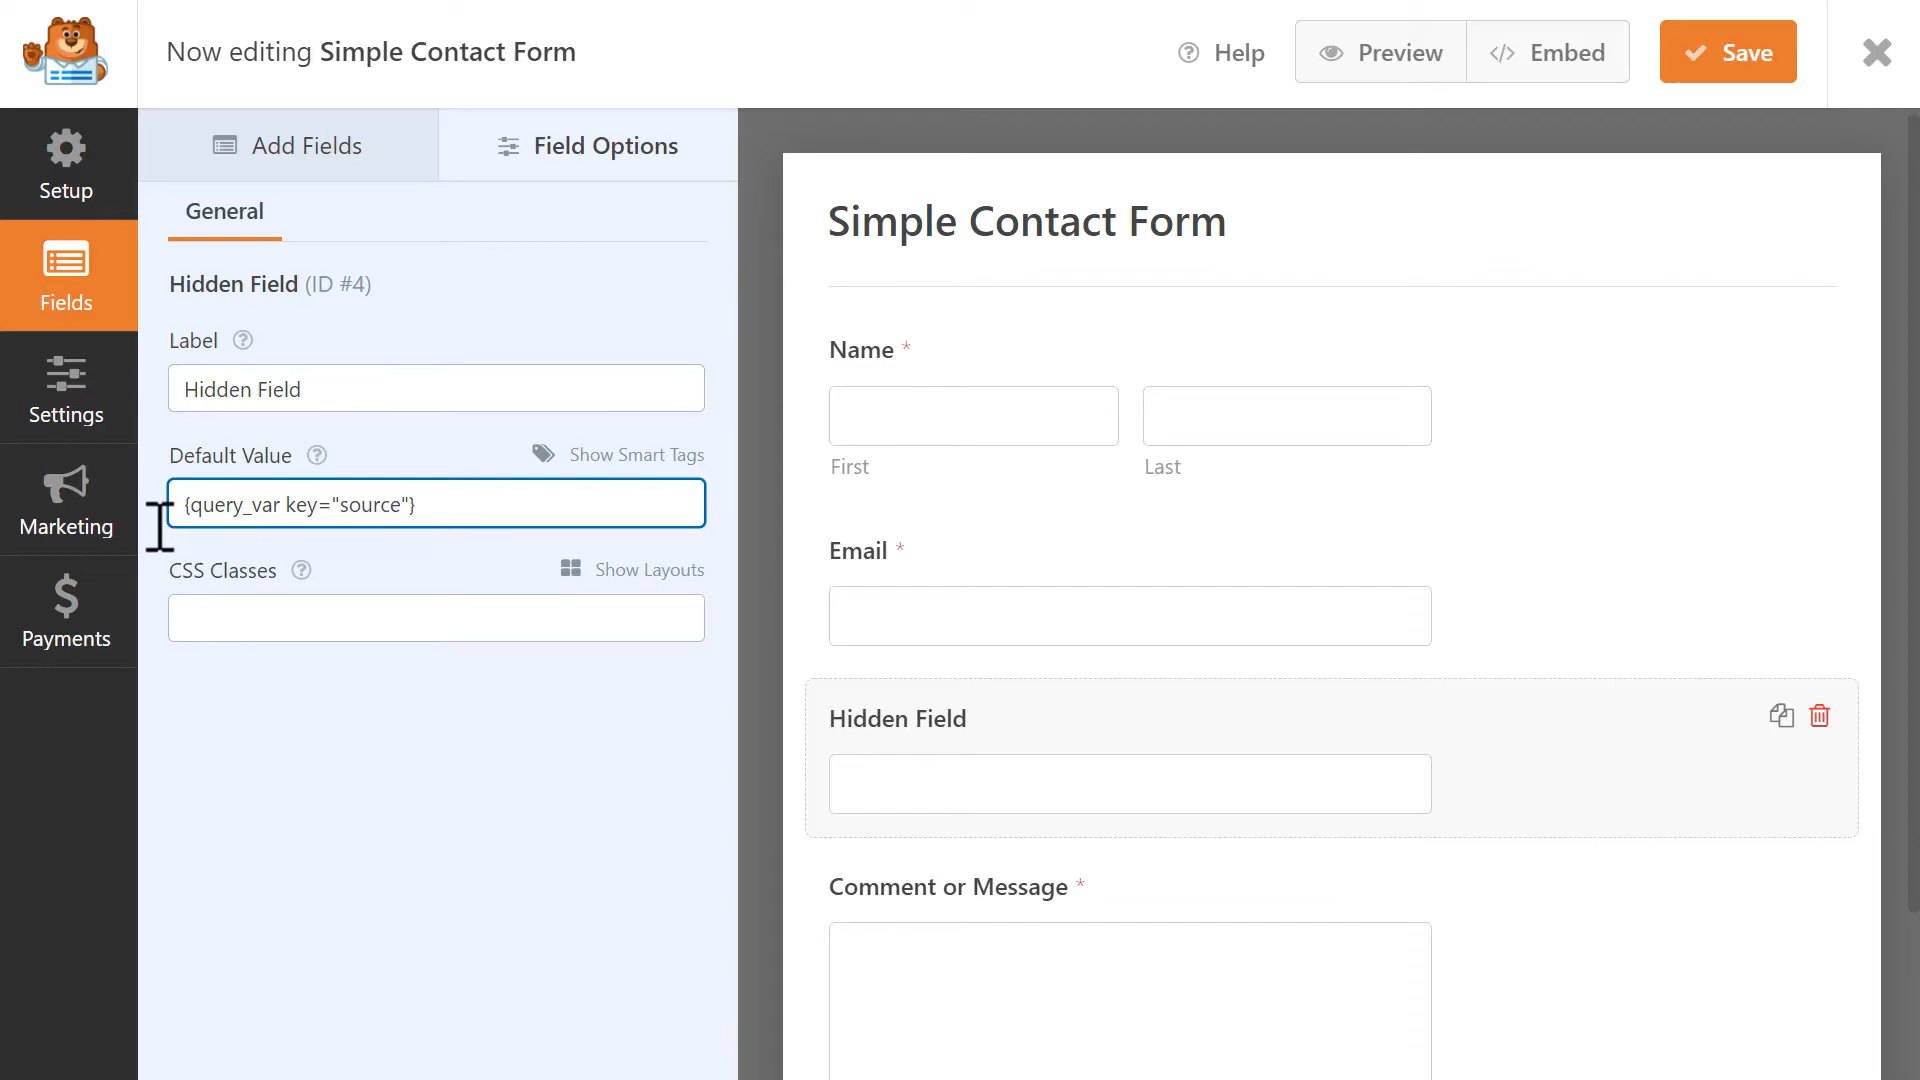 Now editing Simple Contact Form
Help
Preview
Embed
Save
Setup
Fields
Settings
Marketing
Payments
Add Fields
Field Options
General
Hidden Field (ID #4)
Label
Hidden Field
Default Value
Show Smart Tags
{query_var key="source"}
CSS Classes
Show Layouts
Simple Contact Form
Name *
First
Last
Email *
Hidden Field
Comment or Message *